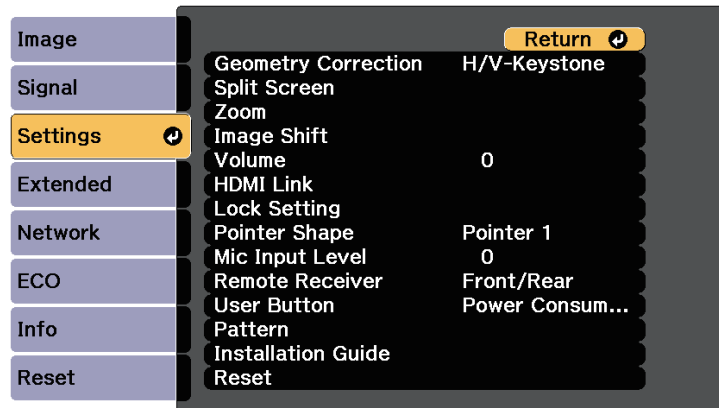 Image
Signal
Settings
Extended
Network
ECO
Info
Reset
Return
Geometry Correction H/V-Keystone
Split Screen
Zoom
Image Shift
Volume 0
HDMI Link
Lock Setting
Pointer Shape Pointer 1
Mic Input Level 0
Remote Receiver Front/Rear
User Button Power Consum...
Pattern
Installation Guide
Reset